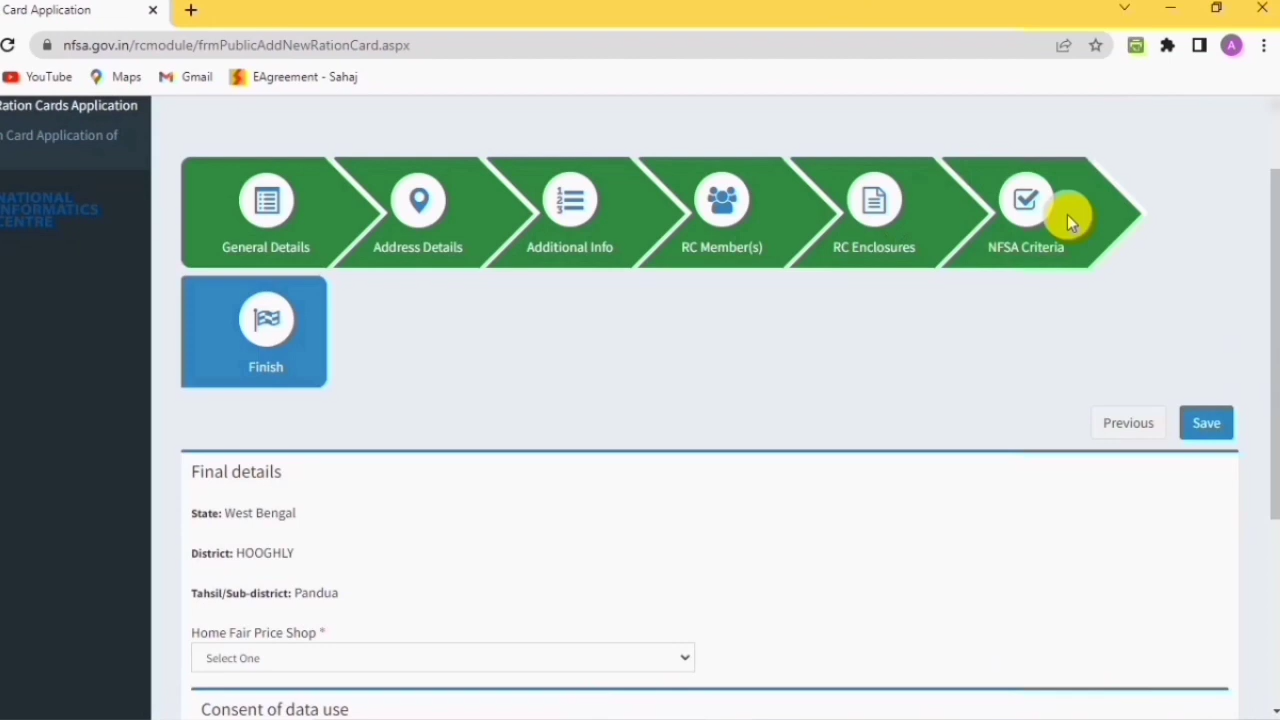 Card Application
nfsa.gov.in/rcmodule/frmPublicAddNewRationCard.aspx
A
YouTube Maps Gmail EAgreement - Sahaj
ation Cards Application
Card Application of
NATIONAL
NFORMATICS
CENTRE
General Details
Address Details
1
2
3
Additional Info
RC Member(s)
RC Enclosures
NFSA Criteria
Finish
Previous Save
Final details
State: West Bengal
District: HOOGHLY
Tahsil/Sub-district: Pandua
Home Fair Price Shop *
Select One
Consent of data use